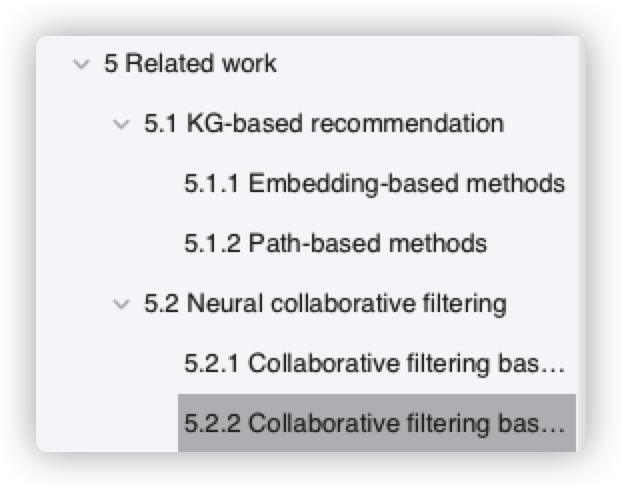 5 Related work
5.1 KG-based recommendation
5.1.1 Embedding-based methods
5.1.2 Path-based methods
5.2 Neural collaborative filtering
5.2.1 Collaborative filtering bas…
5.2.2 Collaborative filtering bas…